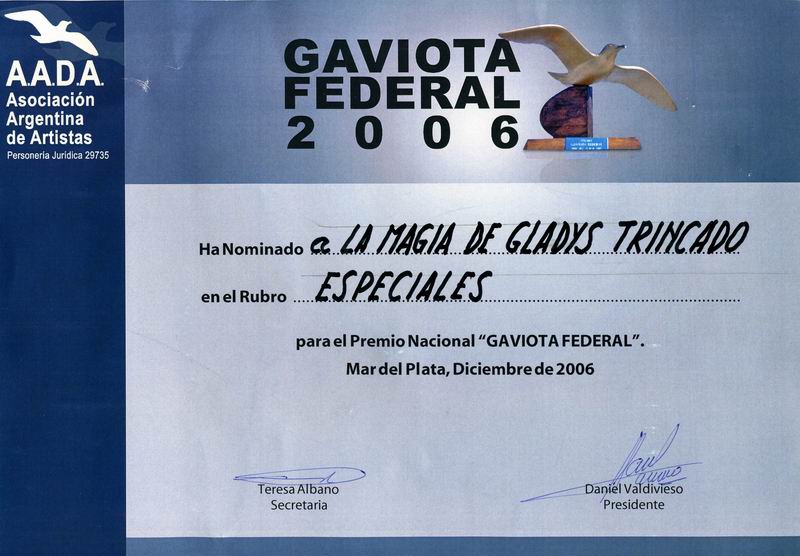 A.A.D.A.
Asociación
Argentina
de Artistas
Personería Juridica 29735
GAVIOTA
FEDERAL
2006
Ha Nominado a LA MAGIA DE GLADYS TRINCADO
en el Rubro ESPECIALES
para el Premio Nacional "GAVIOTA FEDERAL".
Mar del Plata, Diciembre de 2006
Teresa Albano
Secretaria
Daniel Valdivieso
Presidente